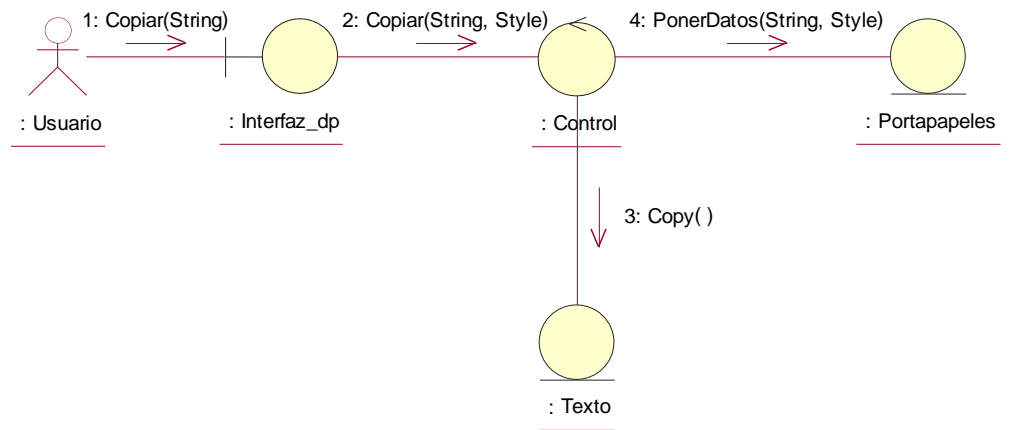 1: Copiar(String)
2: Copiar(String, Style)
4: PonerDatos(String, Style)
: Usuario
: Interfaz_dp
: Control
: Portapapeles
3: Copy( )
: Texto